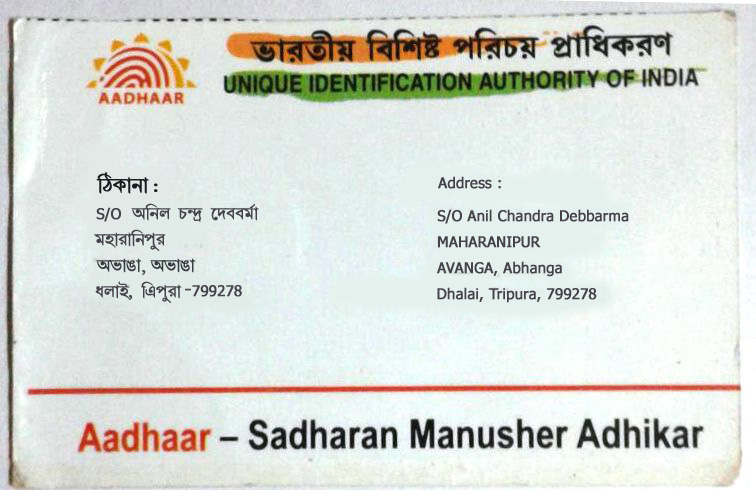 AADHAAR
ভারতীয় বিশিষ্ট পরিচয় প্রাধিকরণ
UNIQUE IDENTIFICATION AUTHORITY OF INDIA
ঠিকানা :
S/O অনিল চন্দ্র দেববর্মা
মহারানিপুর
অভাঙা, অভাঙা
ধলাই, ত্রিপুরা -799278
Address :
S/O Anil Chandra Debbarma
MAHARANIPUR
AVANGA, Abhanga
Dhalai, Tripura, 799278
Aadhaar – Sadharan Manusher Adhikar